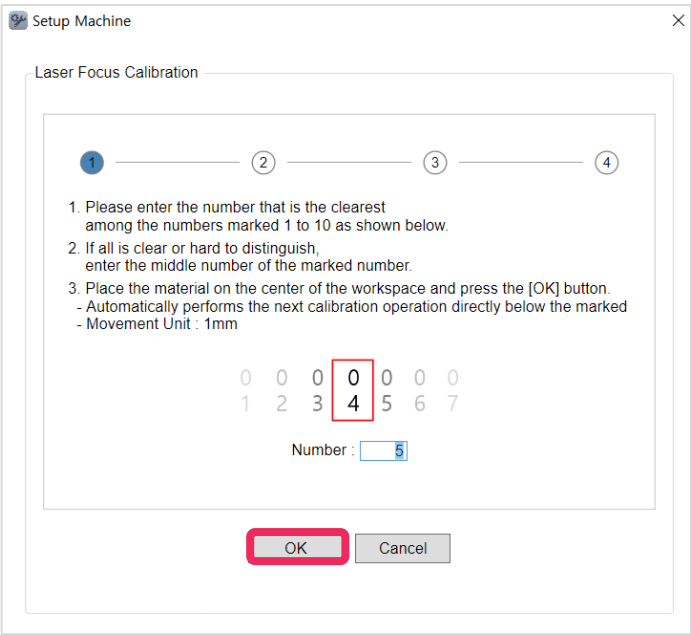 Setup Machine
Laser Focus Calibration
1 2 3 4
1. Please enter the number that is the clearest
among the numbers marked 1 to 10 as shown below.
2. If all is clear or hard to distinguish,
enter the middle number of the marked number.
3. Place the material on the center of the workspace and press the [OK] button.
- Automatically performs the next calibration operation directly below the marked
- Movement Unit : 1mm
0 0 0 0 0 0 0
1 2 3 4 5 6 7
Number : 5
OK Cancel